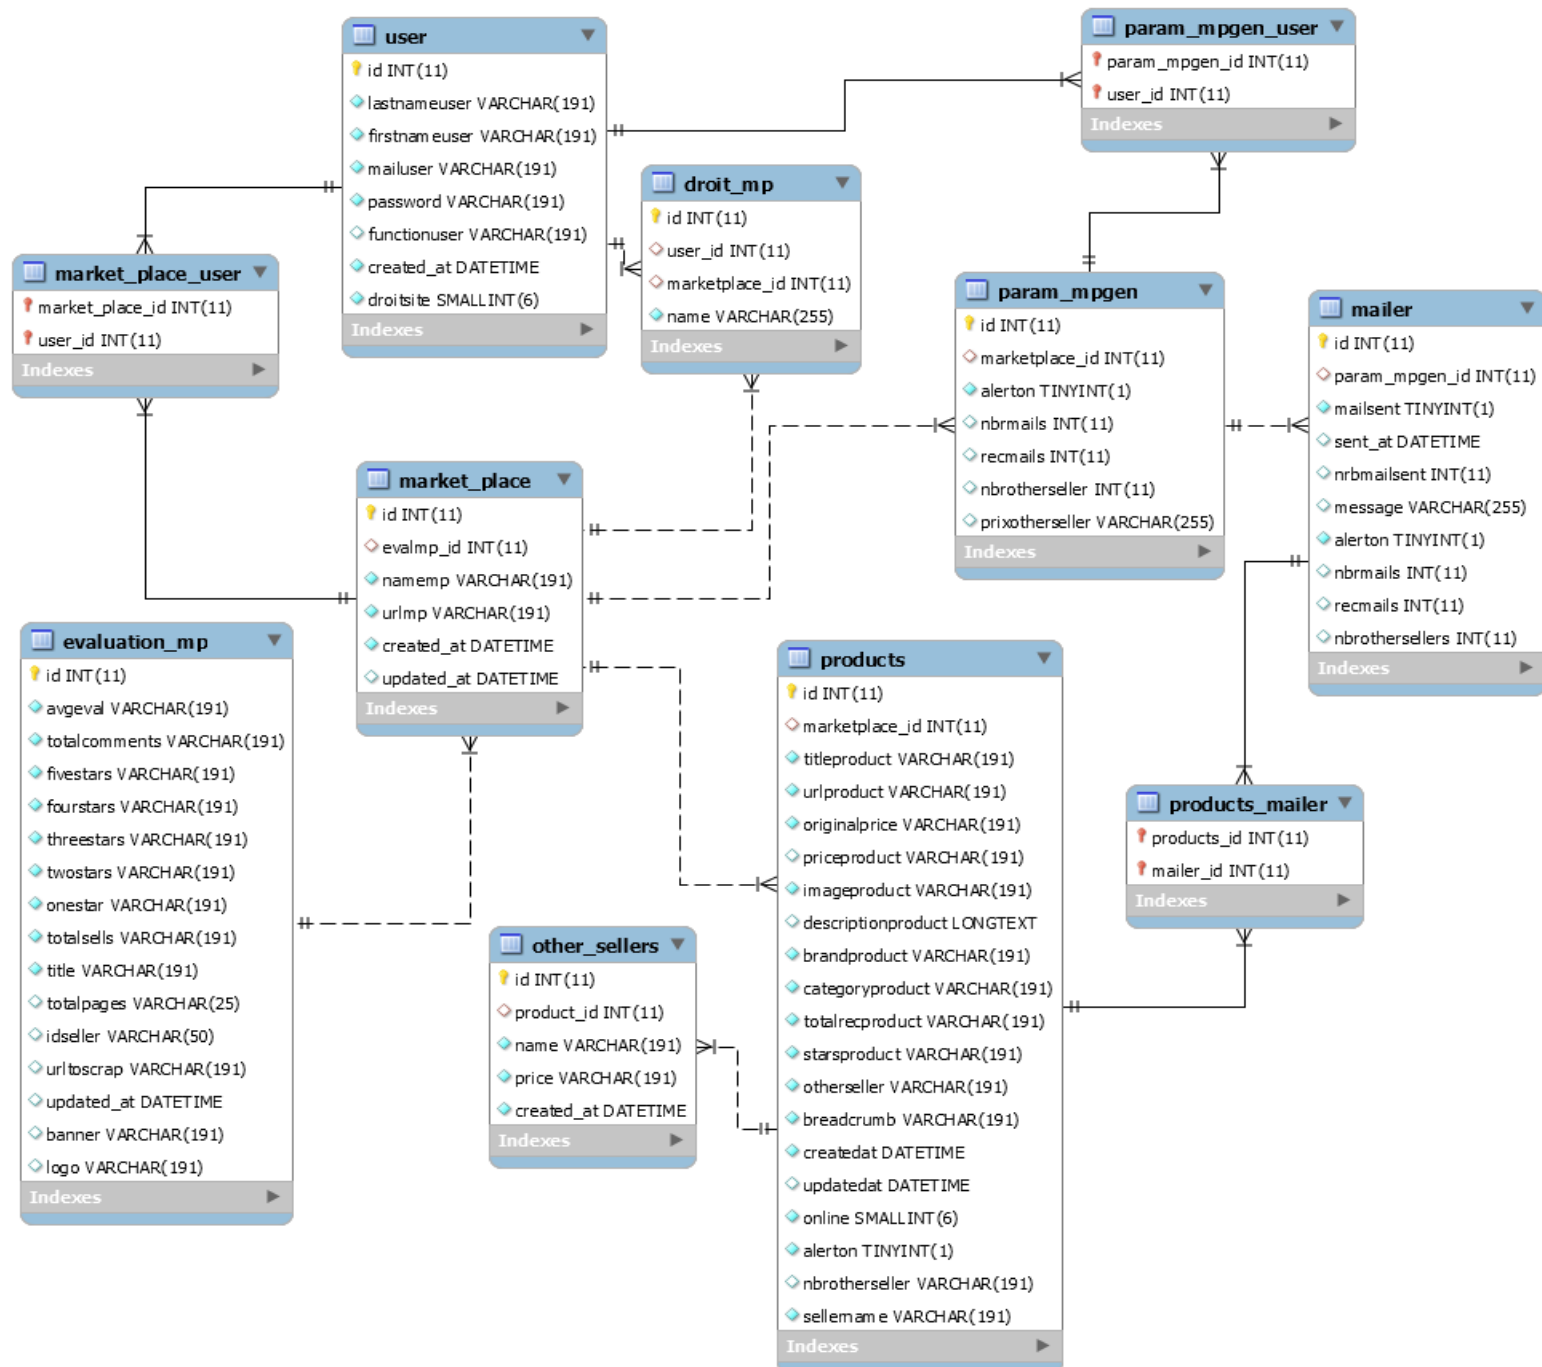 user
id INT(11)
lastnameuser VARCHAR(191)
firstnameuser VARCHAR(191)
mailuser VARCHAR(191)
password VARCHAR(191)
functionuser VARCHAR(191)
created_at DATETIME
droitsite SMALLINT(6)
Indexes
param_mpgen_user
param_mpgen_id INT(11)
user_id INT(11)
Indexes
droit_mp
id INT(11)
user_id INT(11)
marketplace_id INT(11)
name VARCHAR(255)
Indexes
market_place_user
market_place_id INT(11)
user_id INT(11)
Indexes
param_mpgen
id INT(11)
marketplace_id INT(11)
alerton TINYINT(1)
nbrmails INT(11)
recmails INT(11)
nbrotherseller INT(11)
prixotherseller VARCHAR(255)
Indexes
mailer
id INT(11)
param_mpgen_id INT(11)
mailsent TINYINT(1)
sent_at DATETIME
nrbmailsent INT(11)
message VARCHAR(255)
alerton TINYINT(1)
nbrmails INT(11)
recmails INT(11)
nbrothersellers INT(11)
Indexes
market_place
id INT(11)
evalmp_id INT(11)
namemp VARCHAR(191)
urlmp VARCHAR(191)
created_at DATETIME
updated_at DATETIME
Indexes
evaluation_mp
id INT(11)
avgeval VARCHAR(191)
totalcomments VARCHAR(191)
fivestars VARCHAR(191)
fourstars VARCHAR(191)
threestars VARCHAR(191)
twostars VARCHAR(191)
onestar VARCHAR(191)
totalsells VARCHAR(191)
title VARCHAR(191)
totalpages VARCHAR(25)
idseller VARCHAR(50)
urltoscrap VARCHAR(191)
updated_at DATETIME
banner VARCHAR(191)
logo VARCHAR(191)
Indexes
products
id INT(11)
marketplace_id INT(11)
titleproduct VARCHAR(191)
urlproduct VARCHAR(191)
originalprice VARCHAR(191)
priceproduct VARCHAR(191)
imageproduct VARCHAR(191)
descriptionproduct LONGTEXT
brandproduct VARCHAR(191)
categoryproduct VARCHAR(191)
totalrecproduct VARCHAR(191)
starsproduct VARCHAR(191)
otherseller VARCHAR(191)
breadcrumb VARCHAR(191)
createdat DATETIME
updatedat DATETIME
online SMALLINT(6)
alerton TINYINT(1)
nbrotherseller VARCHAR(191)
sellername VARCHAR(191)
Indexes
products_mailer
products_id INT(11)
mailer_id INT(11)
Indexes
other_sellers
id INT(11)
product_id INT(11)
name VARCHAR(191)
price VARCHAR(191)
created_at DATETIME
Indexes